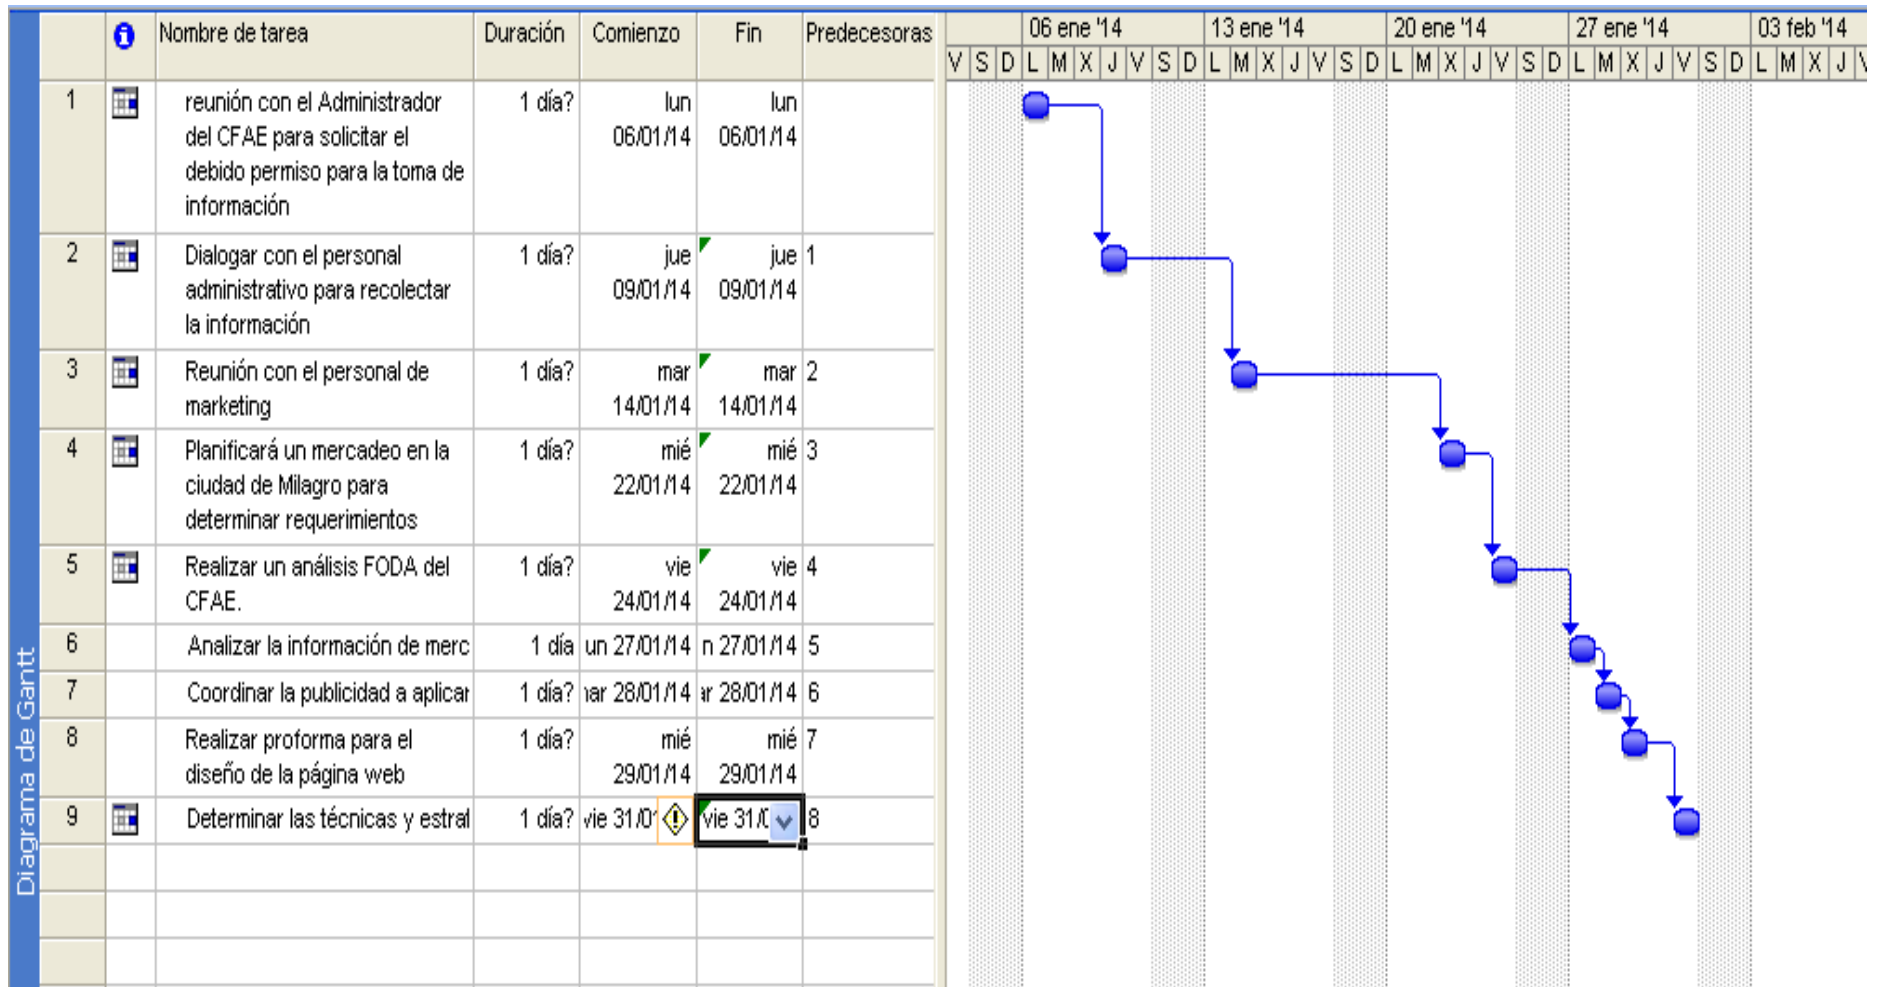 Nombre de tarea Duración Comienzo Fin Predecesoras
06 ene '14 13 ene '14 20 ene '14 27 ene '14 03 feb '14
V S D L M X J V S D L M X J V S D L M X J V S D L M X J V S D L M X J V
1 reunión con el Administrador 1 día? lun lun
del CFAE para solicitar el 06/01/14 06/01/14
debido permiso para la toma de
información
2 Dialogar con el personal 1 día? jue jue 1
administrativo para recolectar 09/01/14 09/01/14
la información
3 Reunión con el personal de 1 día? mar mar 2
marketing 14/01/14 14/01/14
4 Planificará un mercadeo en la 1 día? mié mié 3
ciudad de Milagro para 22/01/14 22/01/14
determinar requerimientos
5 Realizar un análisis FODA del 1 día? vie vie 4
CFAE. 24/01/14 24/01/14
6 Analizar la información de merc 1 día un 27/01/14 n 27/01/14 5
7 Coordinar la publicidad a aplicar 1 día? ar 28/01/14 r 28/01/14 6
8 Realizar proforma para el 1 día? mié mié 7
diseño de la página web 29/01/14 29/01/14
9 Determinar las técnicas y estrat 1 día? vie 31/0 vie 31/0 8
Diagrama de Gantt